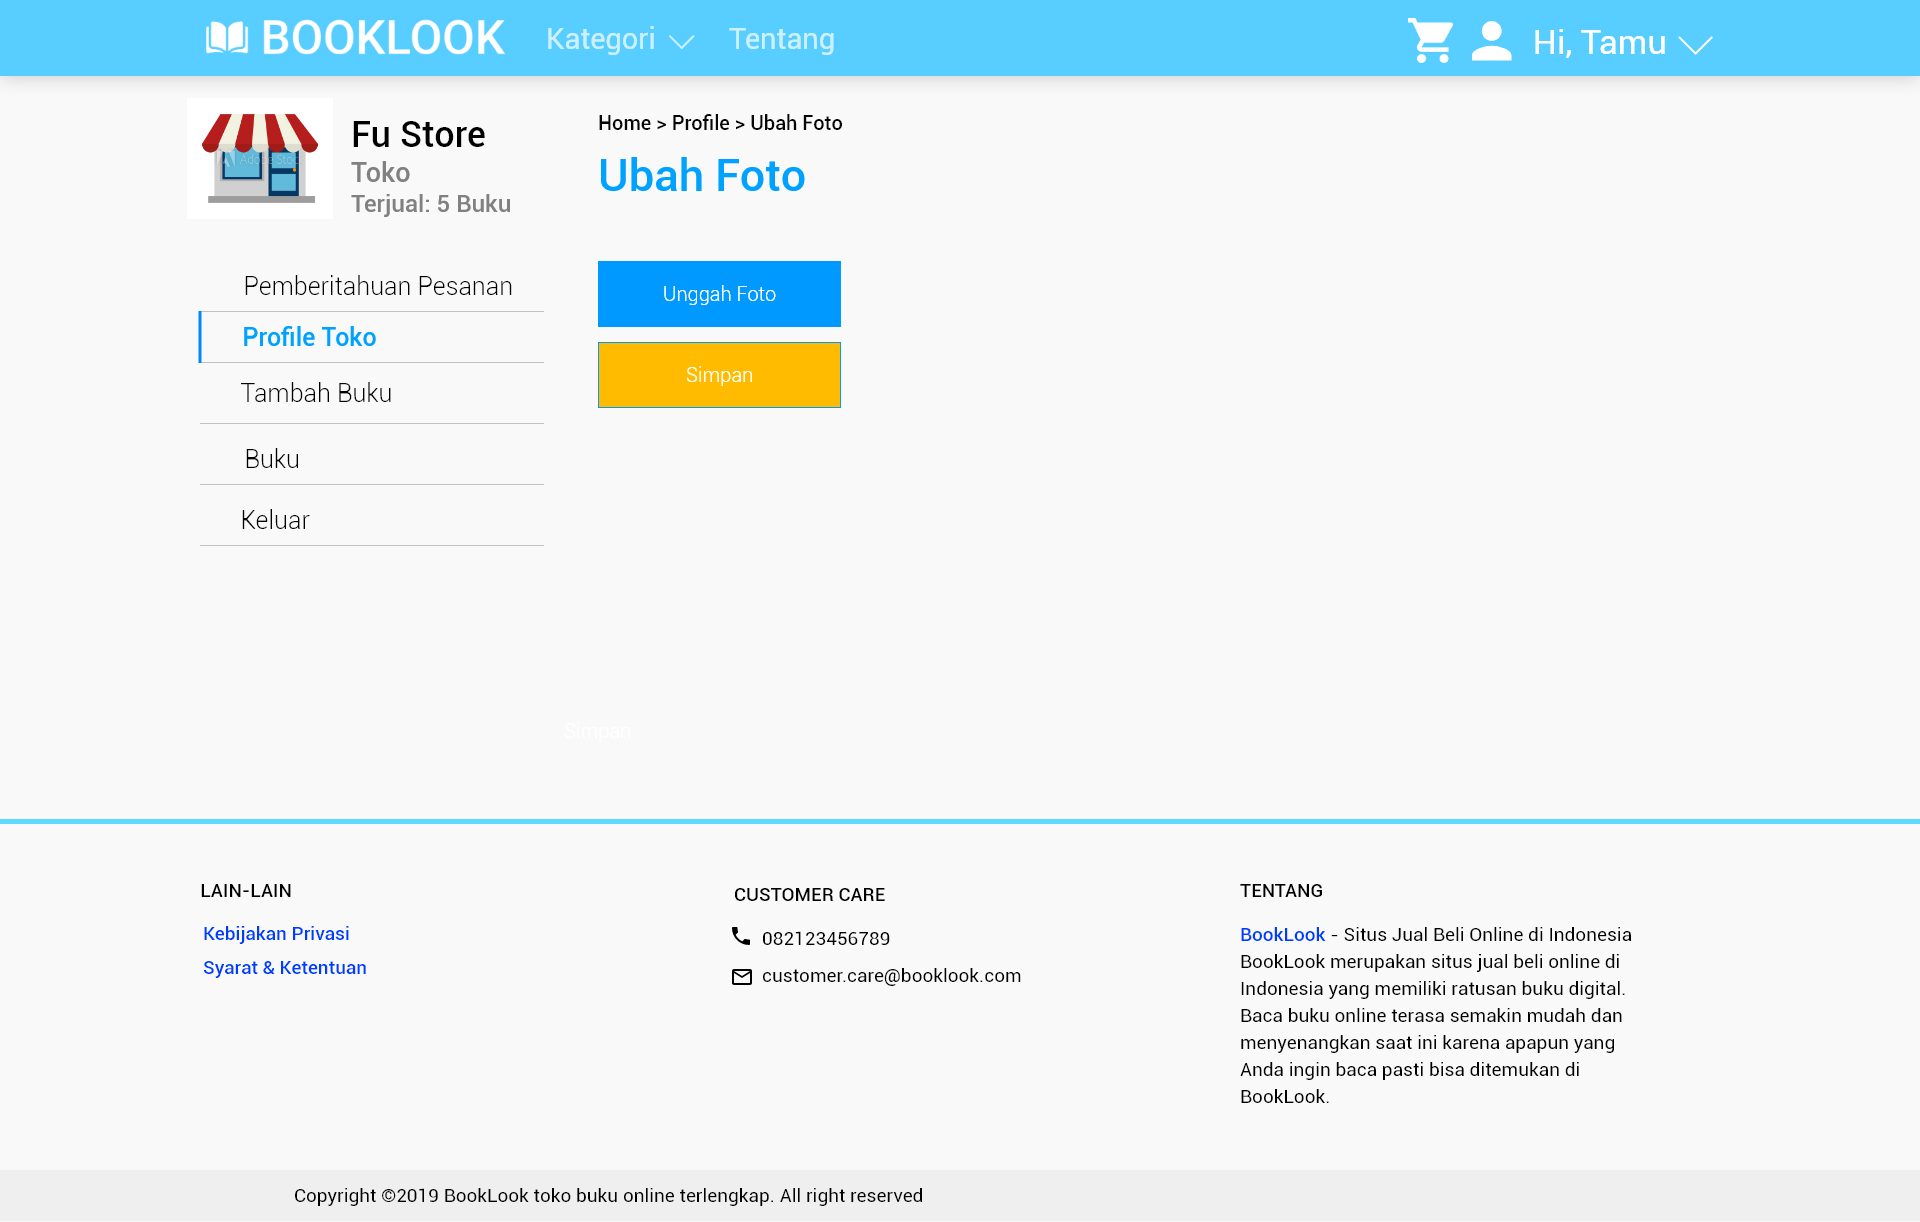 BOOKLOOK
Kategori
Tentang
Hi, Tamu
Fu Store
Toko
Terjual: 5 Buku
Home > Profile > Ubah Foto
Ubah Foto
Unggah Foto
Simpan
Pemberitahuan Pesanan
Profile Toko
Tambah Buku
Buku
Keluar
Simpan
LAIN-LAIN
Kebijakan Privasi
Syarat & Ketentuan
CUSTOMER CARE
082123456789
customer.care@booklook.com
TENTANG
BookLook - Situs Jual Beli Online di Indonesia
BookLook merupakan situs jual beli online di
Indonesia yang memiliki ratusan buku digital.
Baca buku online terasa semakin mudah dan
menyenangkan saat ini karena apapun yang
Anda ingin baca pasti bisa ditemukan di
BookLook.
Copyright ©2019 BookLook toko buku online terlengkap. All right reserved